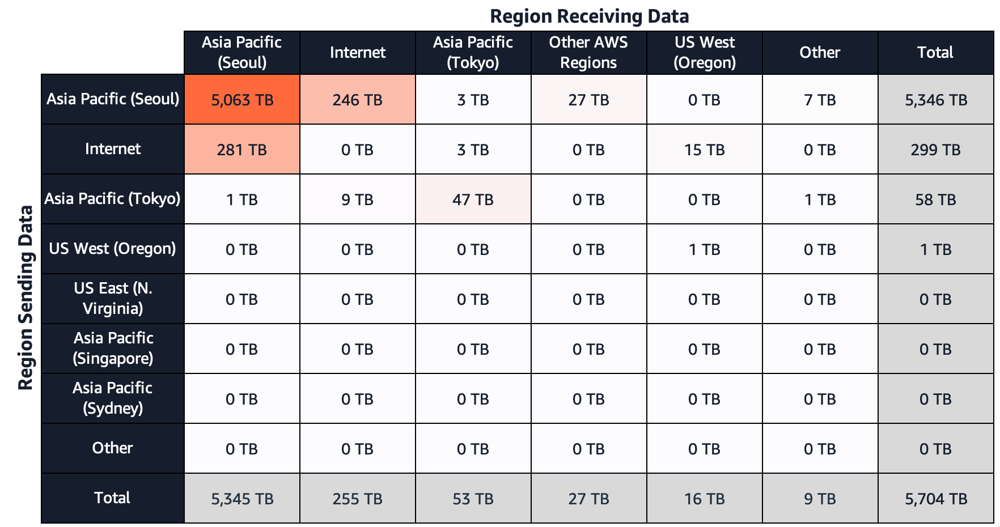 Region Receiving Data
Asia Pacific (Seoul) Internet Asia Pacific (Tokyo) Other AWS Regions US West (Oregon) Other Total
Asia Pacific (Seoul) 5,063 TB 246 TB 3 TB 27 TB 0 TB 7 TB 5,346 TB
Internet 281 TB 0 TB 3 TB 0 TB 15 TB 0 TB 299 TB
Asia Pacific (Tokyo) 1 TB 9 TB 47 TB 0 TB 0 TB 1 TB 58 TB
US West (Oregon) 0 TB 0 TB 0 TB 0 TB 1 TB 0 TB 1 TB
US East (N. Virginia) 0 TB 0 TB 0 TB 0 TB 0 TB 0 TB 0 TB
Asia Pacific (Singapore) 0 TB 0 TB 0 TB 0 TB 0 TB 0 TB 0 TB
Asia Pacific (Sydney) 0 TB 0 TB 0 TB 0 TB 0 TB 0 TB 0 TB
Other 0 TB 0 TB 0 TB 0 TB 0 TB 0 TB 0 TB
Total 5,345 TB 255 TB 53 TB 27 TB 16 TB 9 TB 5,704 TB
Region Sending Data